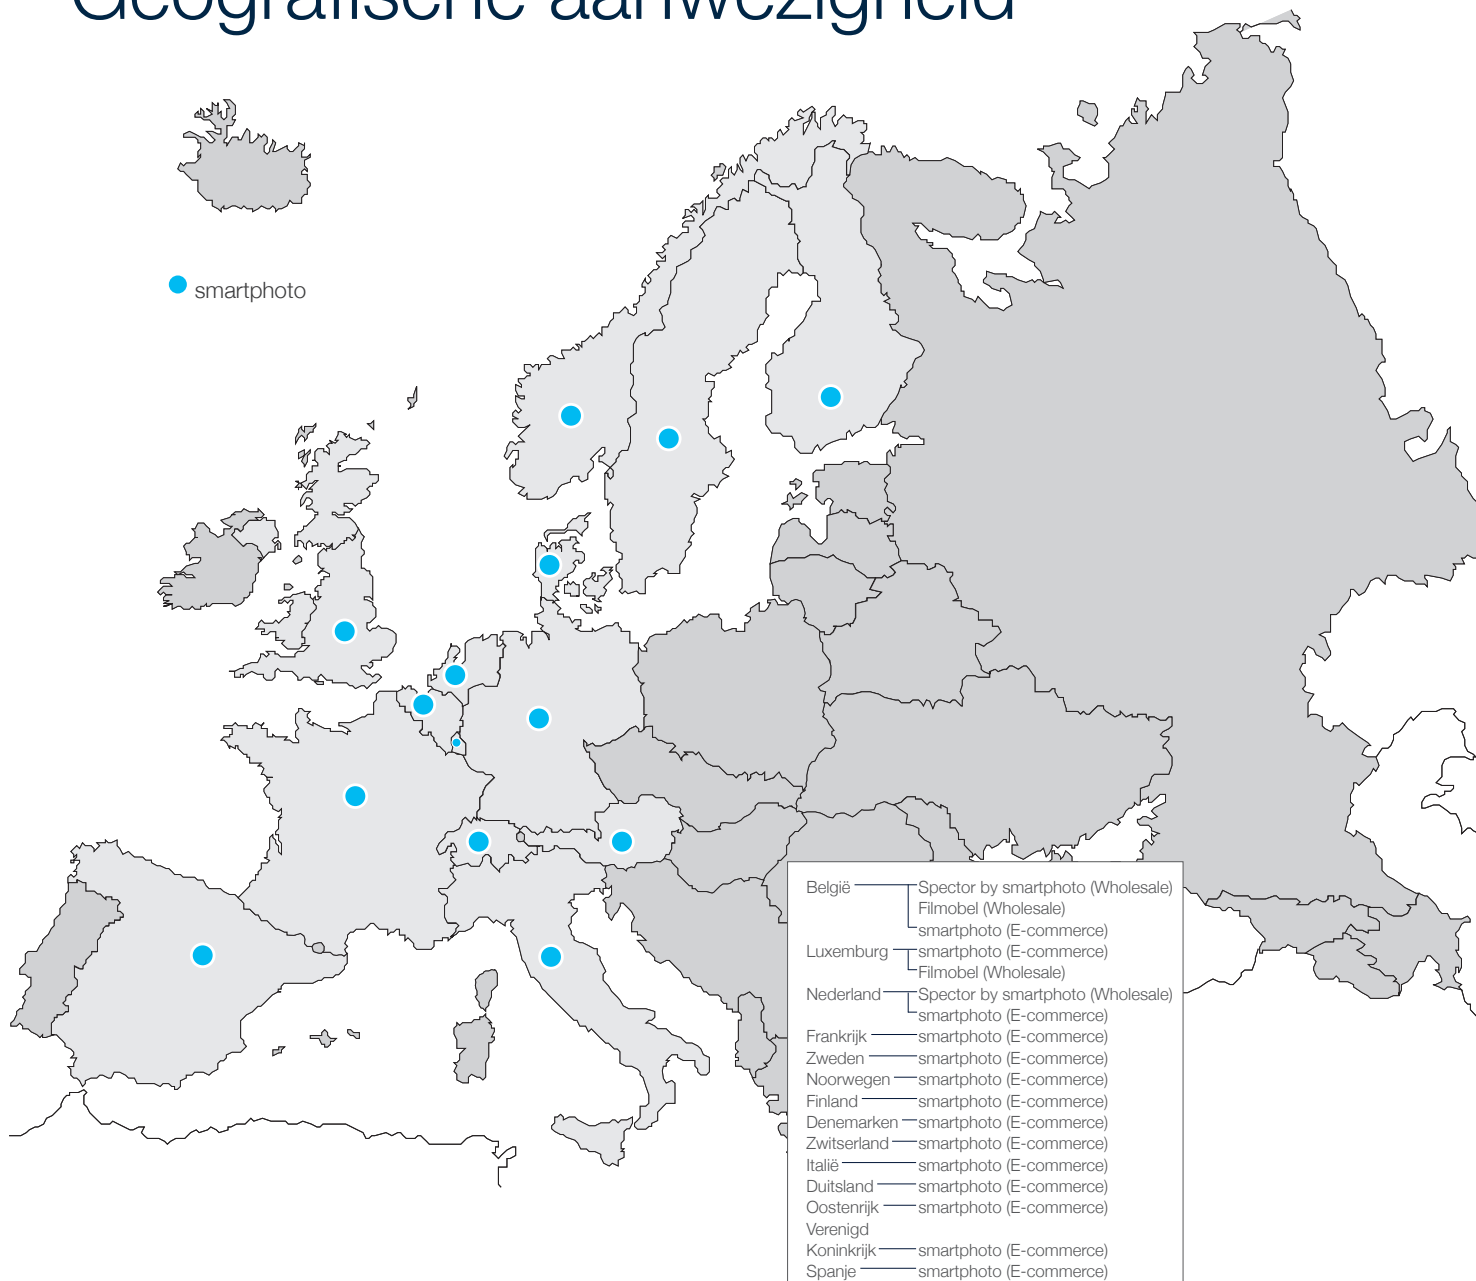 Geografische aanwezigheid
smartphoto
België Spector by smartphoto (Wholesale)
Filmobel (Wholesale)
smartphoto (E-commerce)
Luxemburg smartphoto (E-commerce)
Filmobel (Wholesale)
Nederland Spector by smartphoto (Wholesale)
smartphoto (E-commerce)
Frankrijk smartphoto (E-commerce)
Zweden smartphoto (E-commerce)
Noorwegen smartphoto (E-commerce)
Finland smartphoto (E-commerce)
Denemarken smartphoto (E-commerce)
Zwitserland smartphoto (E-commerce)
Italië smartphoto (E-commerce)
Duitsland smartphoto (E-commerce)
Oostenrijk smartphoto (E-commerce)
Verenigd
Koninkrijk smartphoto (E-commerce)
Spanje smartphoto (E-commerce)